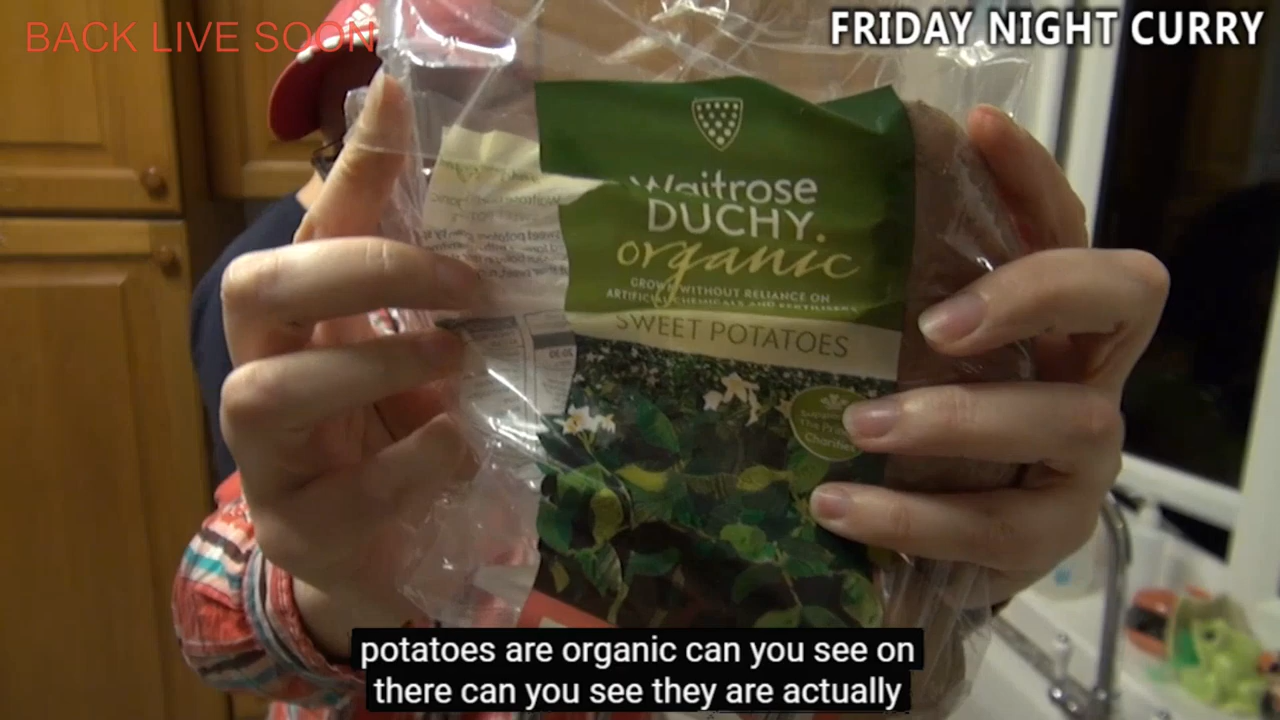 BACK LIVE SOON
FRIDAY NIGHT CURRY
Waitrose
DUCHY.
organic
GROWN WITHOUT RELIANCE ON
ARTIFICIAL CHEMICALS AND FERTILISERS
SWEET POTATOES
potatoes are organic can you see on
there can you see they are actually